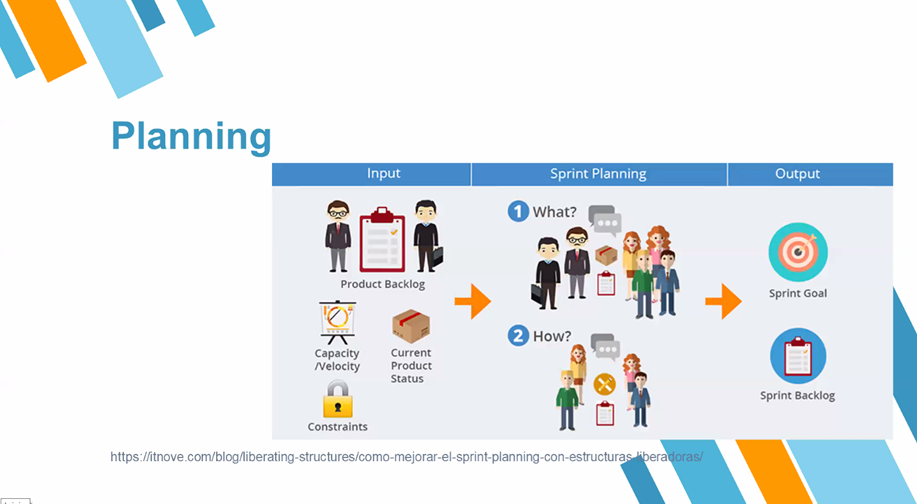 Planning
Input
Sprint Planning
Output
Product Backlog
Capacity
/Velocity
Current
Product
Status
Constraints
1 What?
2 How?
Sprint Goal
Sprint Backlog
https://itnove.com/blog/liberating-structures/como-mejorar-el-sprint-planning-con-estructuras-liberadoras/